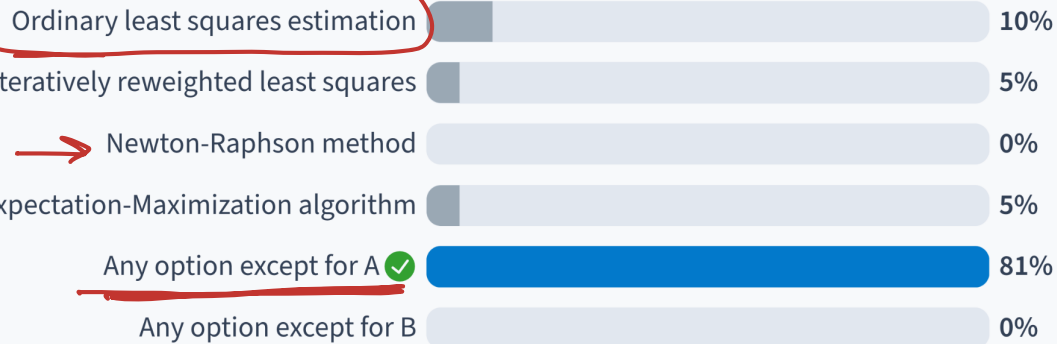 Ordinary least squares estimation 10%
teratively reweighted least squares 5%
Newton-Raphson method 0%
xpectation-Maximization algorithm 5%
Any option except for A 81%
Any option except for B 0%